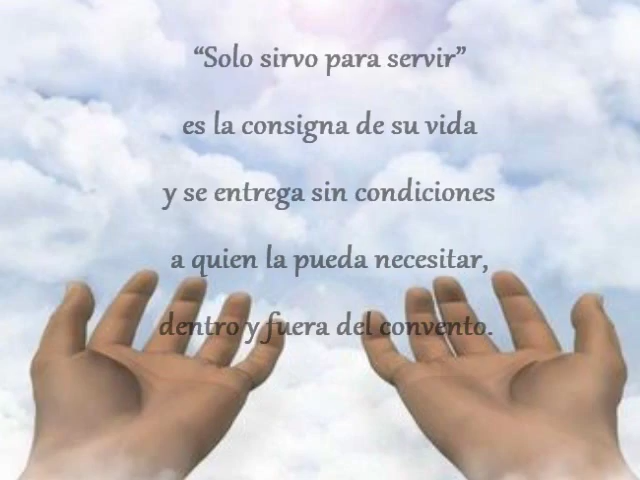 “Solo sirvo para servir”
es la consigna de su vida
y se entrega sin condiciones
a quien la pueda necesitar,
dentro y fuera del convento.